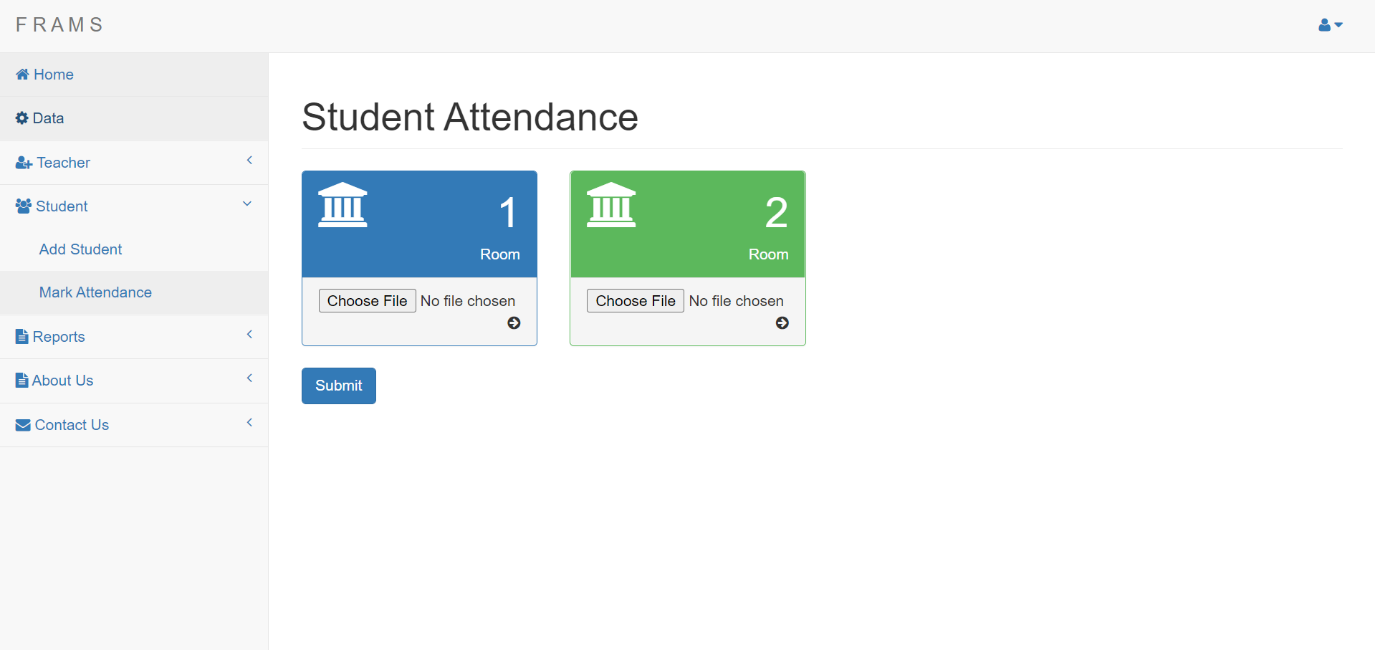 F R A M S
Home
Data
Teacher
Student
Add Student
Mark Attendance
Reports
About Us
Contact Us
Student Attendance
1
Room
Choose File No file chosen
2
Room
Choose File No file chosen
Submit